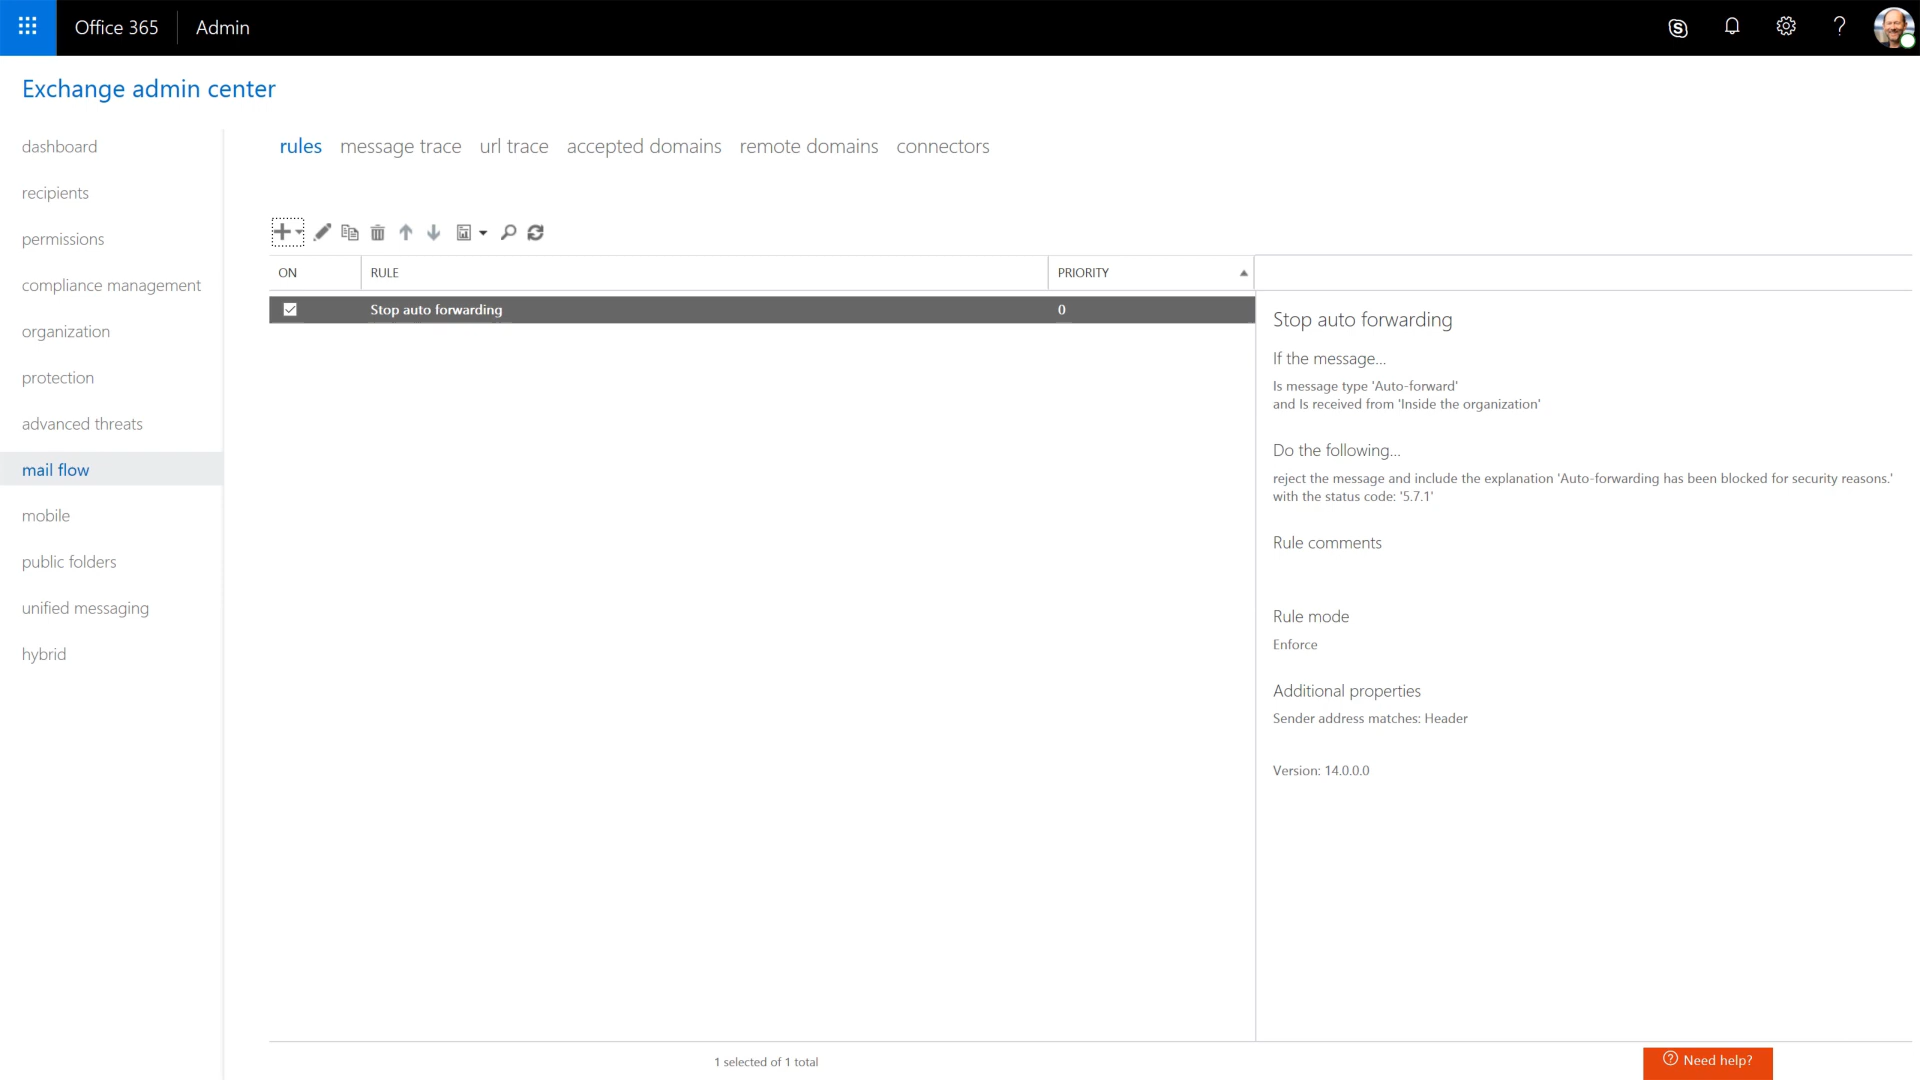 Office 365 Admin
Exchange admin center
dashboard
recipients
permissions
compliance management
organization
protection
advanced threats
mail flow
mobile
public folders
unified messaging
hybrid
rules message trace url trace accepted domains remote domains connectors
ON RULE PRIORITY
Stop auto forwarding 0
Stop auto forwarding
If the message...
Is message type 'Auto-forward'
and Is received from 'Inside the organization'
Do the following...
reject the message and include the explanation 'Auto-forwarding has been blocked for security reasons.'
with the status code: '5.7.1'
Rule comments
Rule mode
Enforce
Additional properties
Sender address matches: Header
Version: 14.0.0.0
1 selected of 1 total
Need help?